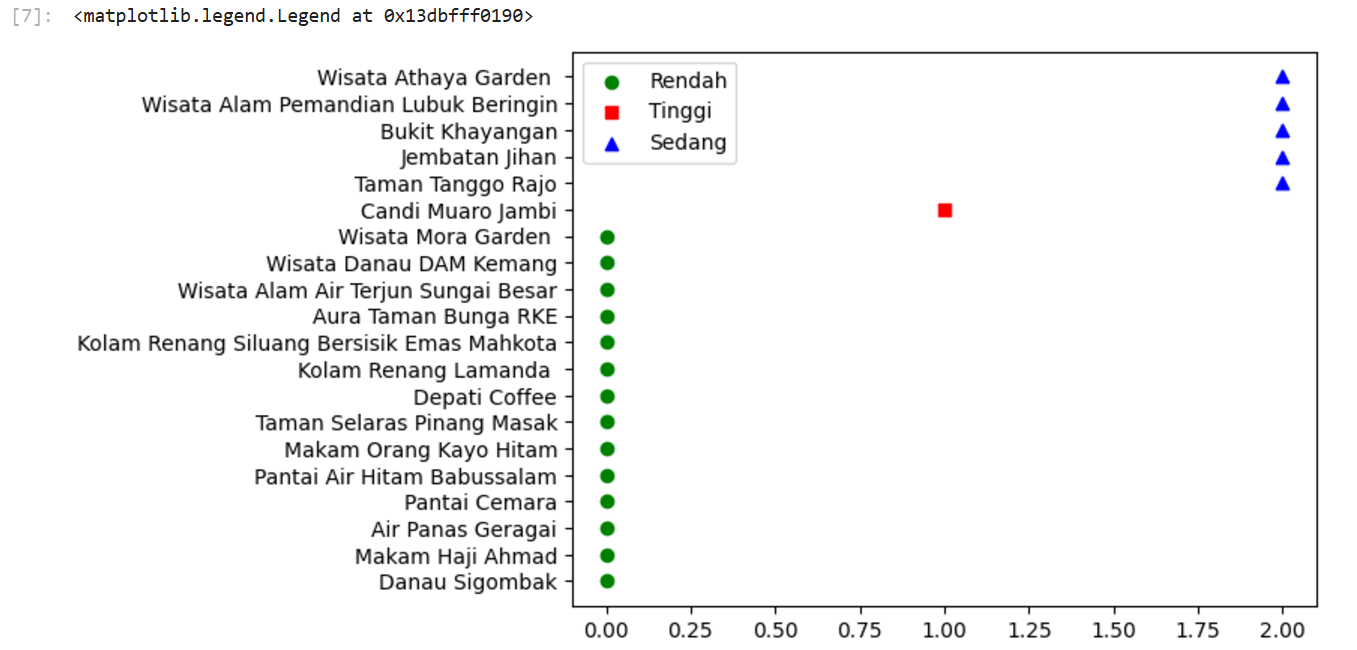 [7]: <matplotlib.legend.Legend at 0x13dbfff0190>
Rendah
Tinggi
Sedang
Wisata Athaya Garden
Wisata Alam Pemandian Lubuk Beringin
Bukit Khayangan
Jembatan Jihan
Taman Tanggo Rajo
Candi Muaro Jambi
Wisata Mora Garden
Wisata Danau DAM Kemang
Wisata Alam Air Terjun Sungai Besar
Aura Taman Bunga RKE
Kolam Renang Siluang Bersisik Emas Mahkota
Kolam Renang Lamanda
Depati Coffee
Taman Selaras Pinang Masak
Makam Orang Kayo Hitam
Pantai Air Hitam Babussalam
Pantai Cemara
Air Panas Geragai
Makam Haji Ahmad
Danau Sigombak
0.00 0.25 0.50 0.75 1.00 1.25 1.50 1.75 2.00